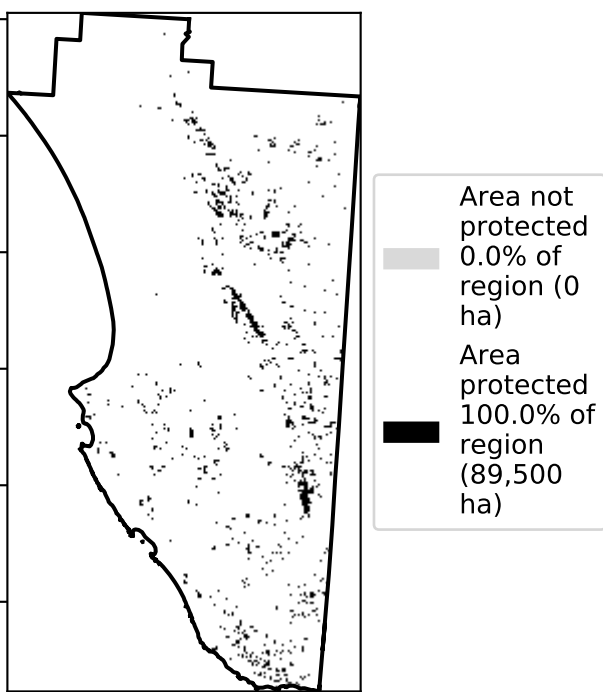 Area not
protected
0.0% of
region (0
ha)
Area
protected
100.0% of
region
(89,500
ha)